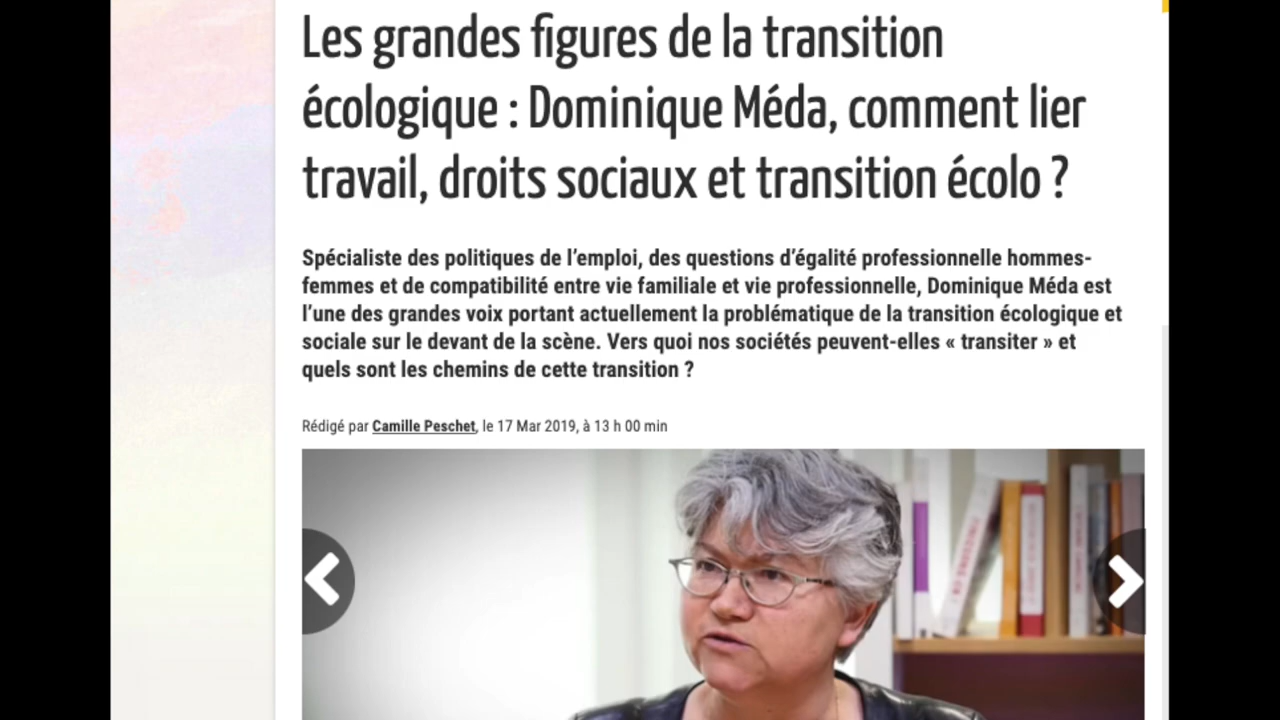 Les grandes figures de la transition
écologique : Dominique Méda, comment lier
travail, droits sociaux et transition écolo ?
Spécialiste des politiques de l’emploi, des questions d’égalité professionnelle hommes-
femmes et de compatibilité entre vie familiale et vie professionnelle, Dominique Méda est
l’une des grandes voix portant actuellement la problématique de la transition écologique et
sociale sur le devant de la scène. Vers quoi nos sociétés peuvent-elles « transiter » et
quels sont les chemins de cette transition ?
Rédigé par Camille Peschet, le 17 Mar 2019, à 13 h 00 min